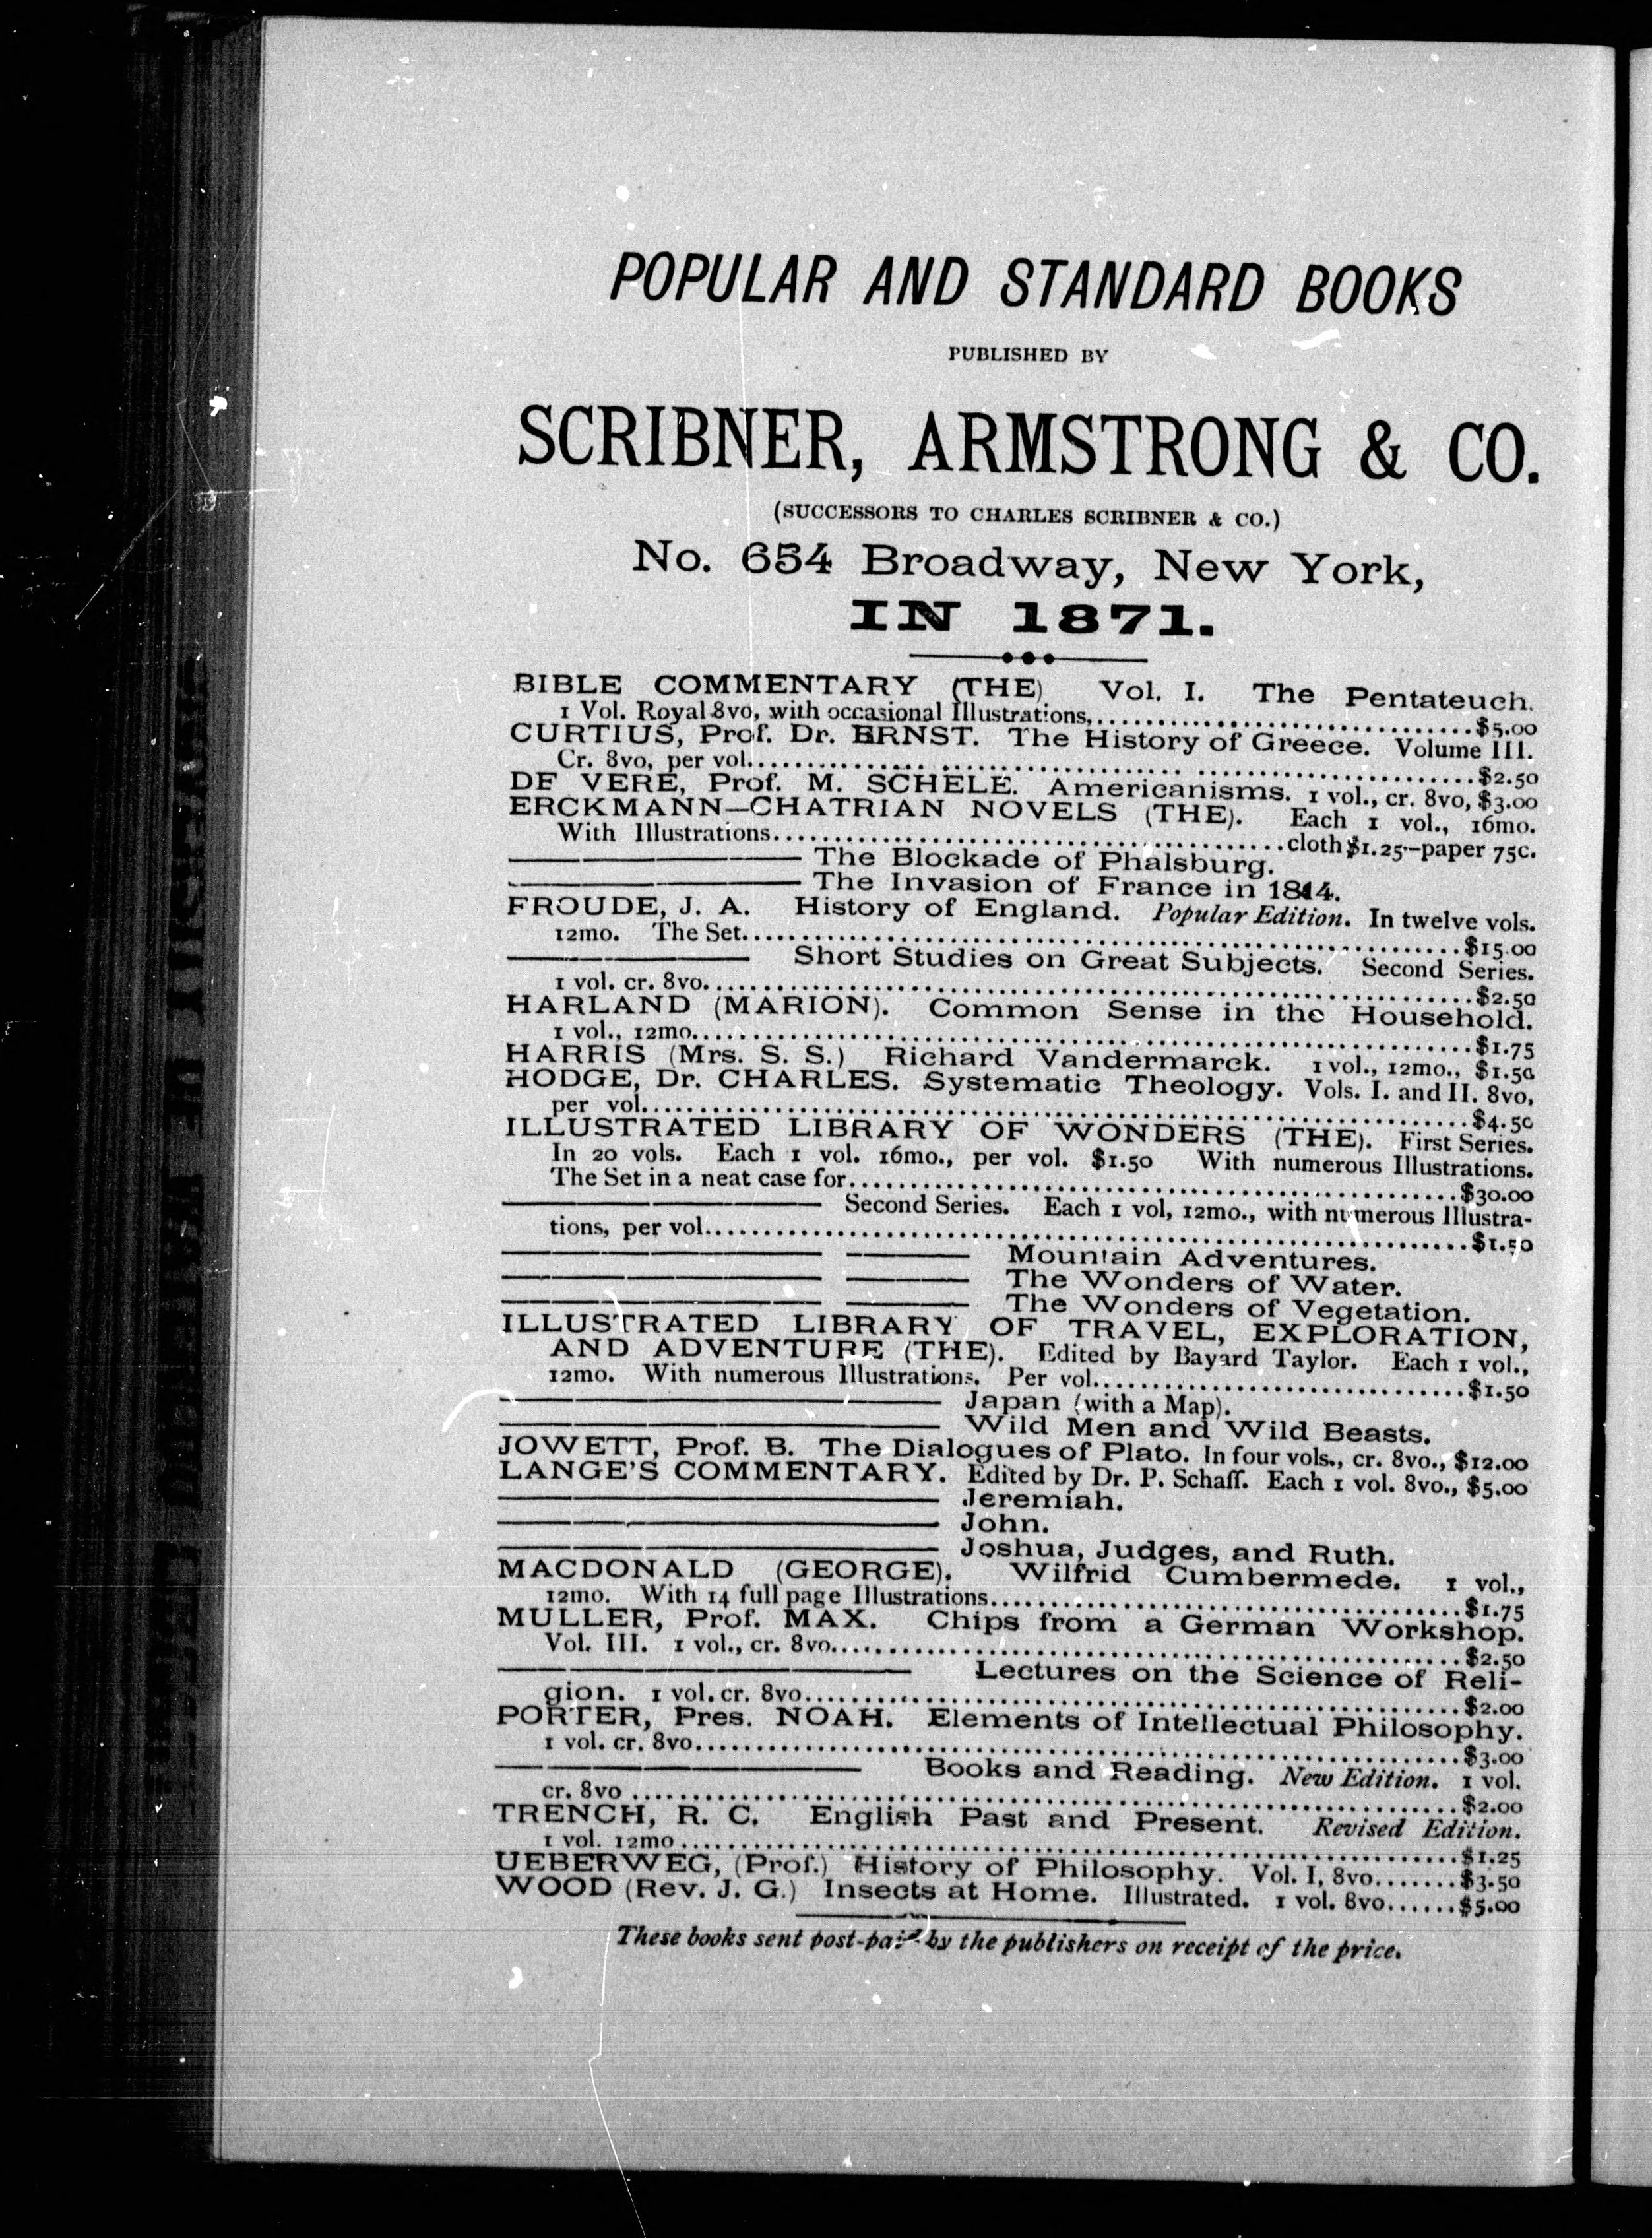 POPULAR AND STANDARD BOOKS
PUBLISHED BY
SCRIBNER, ARMSTRONG & CO.
(SUCCESSORS TO CHARLES SCRIBNER & CO.)
No. 654 Broadway, New York,
IN 1871.
BIBLE COMMENTARY (THE) Vol. I. The Pentateuch.
1 Vol. Royal 8vo, with occasional Illustrations,....................$5.00
CURTIUS, Prof. Dr. ERNST. The History of Greece. Volume III.
Cr. 8vo, per vol....................$2.50
DE VERE, Prof. M. SCHELE. Americanisms. 1 vol., cr. 8vo, $3.00
ERCKMANN—CHATRIAN NOVELS (THE). Each 1 vol., 16mo.
With Illustrations....................cloth $1.25—paper 75c.
———— The Blockade of Phalsburg.
———— The Invasion of France in 1814.
FROUDE, J. A. History of England. Popular Edition. In twelve vols.
12mo. The Set....................$15.00
———— Short Studies on Great Subjects. Second Series.
1 vol. cr. 8vo....................$2.50
HARLAND (MARION). Common Sense in the Household.
1 vol., 12mo....................$1.75
HARRIS (Mrs. S. S.) Richard Vandermarck. 1 vol., 12mo., $1.50
HODGE, Dr. CHARLES. Systematic Theology. Vols. I. and II. 8vo,
per vol....................$4.50
ILLUSTRATED LIBRARY OF WONDERS (THE). First Series.
In 20 vols. Each 1 vol. 16mo., per vol. $1.50 With numerous Illustrations.
The Set in a neat case for....................$30.00
———— Second Series. Each 1 vol, 12mo., with numerous Illustra-
tions, per vol....................$1.50
———— —— Mountain Adventures.
———— —— The Wonders of Water.
———— —— The Wonders of Vegetation.
ILLUSTRATED LIBRARY OF TRAVEL, EXPLORATION,
AND ADVENTURE (THE). Edited by Bayard Taylor. Each 1 vol.,
12mo. With numerous Illustrations. Per vol....................$1.50
———— Japan (with a Map).
———— Wild Men and Wild Beasts.
JOWETT, Prof. B. The Dialogues of Plato. In four vols., cr. 8vo., $12.00
LANGE'S COMMENTARY. Edited by Dr. P. Schaff. Each 1 vol. 8vo., $5.00
———— Jeremiah.
———— John.
———— Joshua, Judges, and Ruth.
MACDONALD (GEORGE). Wilfrid Cumbermede. 1 vol.,
12mo. With 14 full page Illustrations....................$1.75
MULLER, Prof. MAX. Chips from a German Workshop.
Vol. III. 1 vol., cr. 8vo....................$2.50
———— Lectures on the Science of Reli-
gion. 1 vol. cr. 8vo....................$2.00
PORTER, Pres. NOAH. Elements of Intellectual Philosophy.
1 vol. cr. 8vo....................$3.00
———— Books and Reading. New Edition. 1 vol.
cr. 8vo....................$2.00
TRENCH, R. C. English Past and Present. Revised Edition.
1 vol. 12mo....................$1.25
UEBERWEG, (Prof.) History of Philosophy. Vol. I, 8vo.......$3.50
WOOD (Rev. J. G.) Insects at Home. Illustrated. 1 vol. 8vo......$5.00
These books sent post-paid by the publishers on receipt of the price.